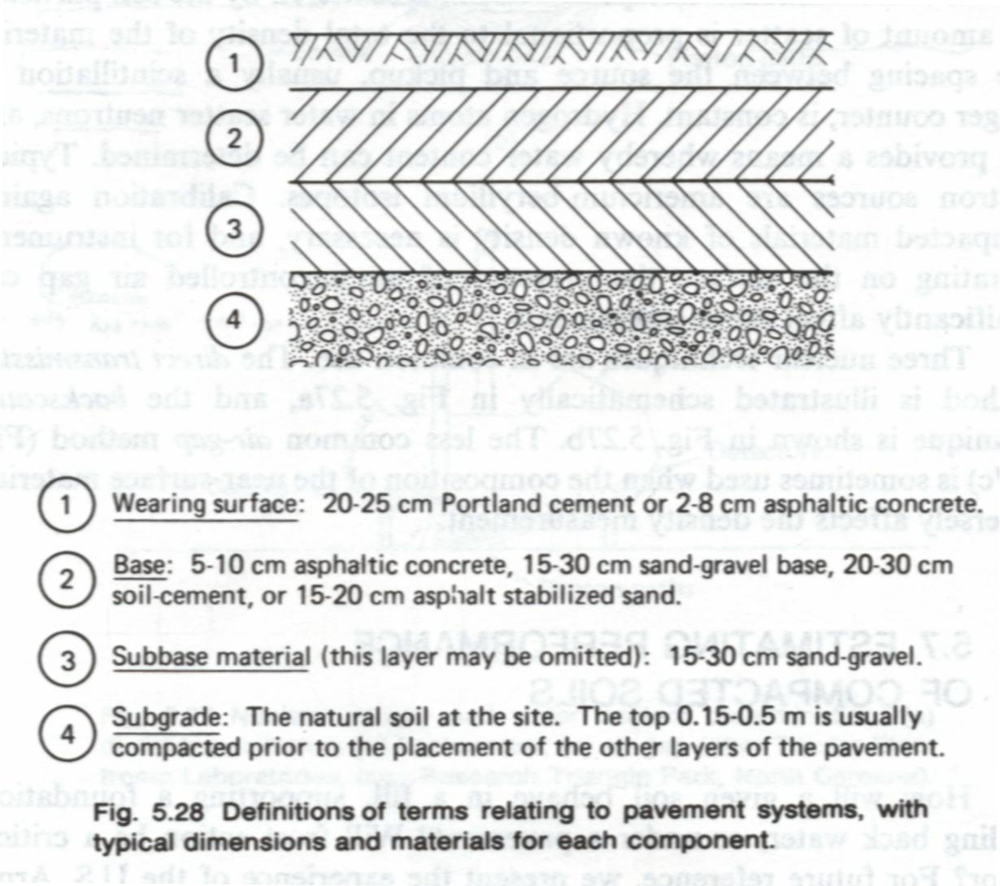 1
2
3
4
1 Wearing surface: 20-25 cm Portland cement or 2-8 cm asphaltic concrete.
2 Base: 5-10 cm asphaltic concrete, 15-30 cm sand-gravel base, 20-30 cm
soil-cement, or 15-20 cm asphalt stabilized sand.
3 Subbase material (this layer may be omitted): 15-30 cm sand-gravel.
4 Subgrade: The natural soil at the site. The top 0.15-0.5 m is usually
compacted prior to the placement of the other layers of the pavement.
Fig. 5.28 Definitions of terms relating to pavement systems, with
typical dimensions and materials for each component.